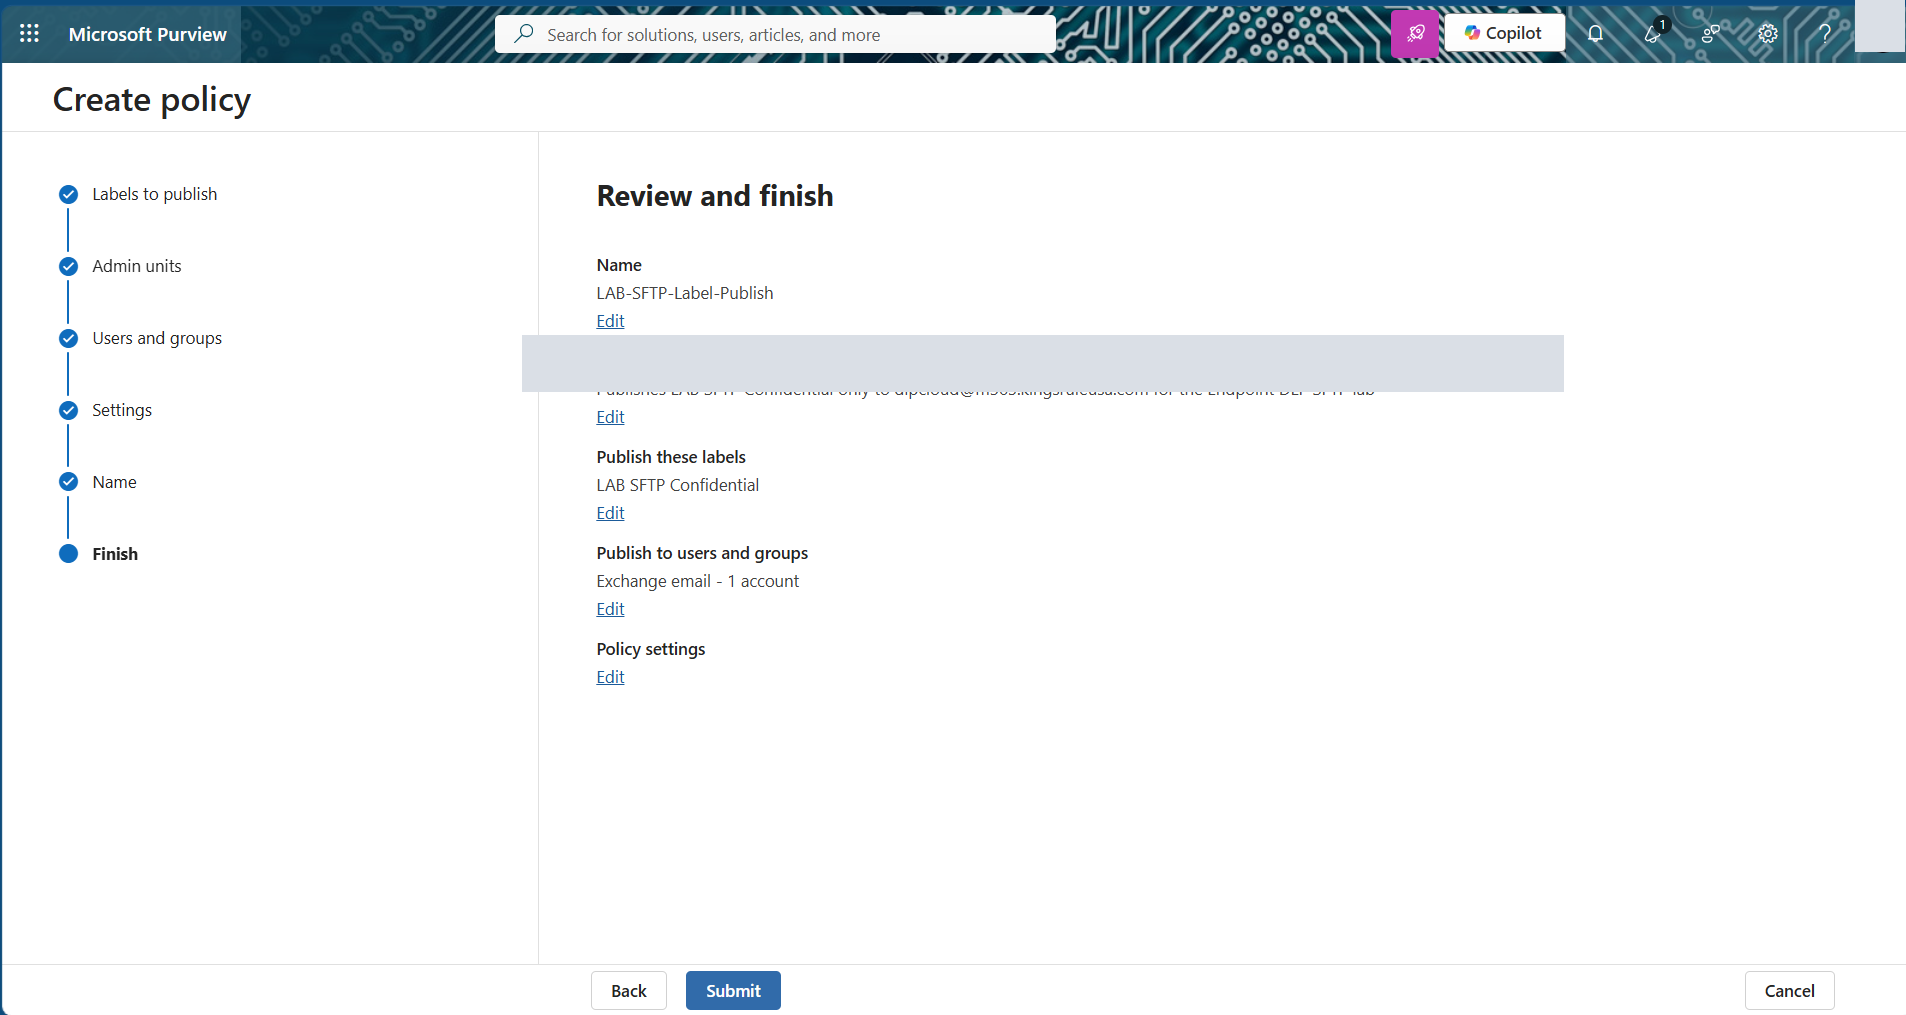 Microsoft Purview
Search for solutions, users, articles, and more
Copilot
1
Create policy
Labels to publish
Admin units
Users and groups
Settings
Name
Finish
Review and finish
Name
LAB-SFTP-Label-Publish
Edit
Edit
Publish these labels
LAB SFTP Confidential
Edit
Publish to users and groups
Exchange email - 1 account
Edit
Policy settings
Edit
Back
Submit
Cancel